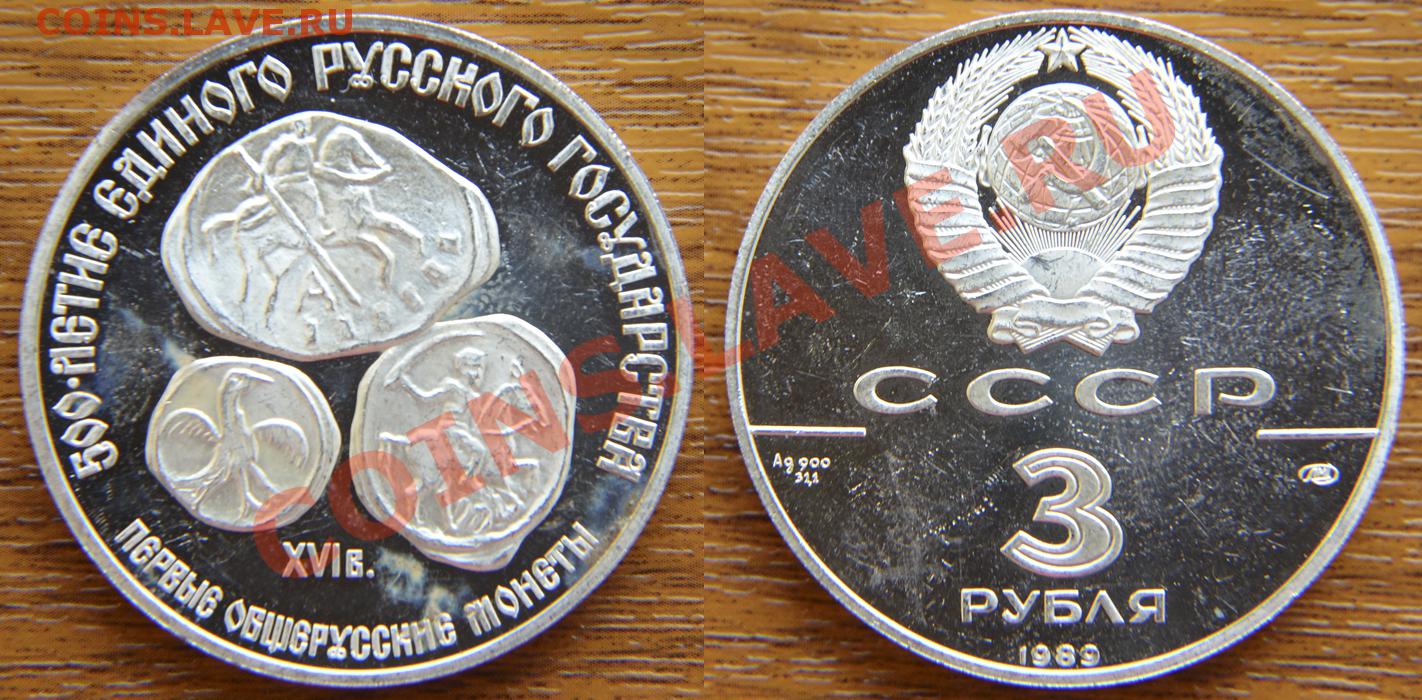 COINS.LAVE.RU
500-ЛЕТИЕ ЕДИНОГО РУССКОГО ГОСУДАРСТВА
XVI в.
ПЕРВЫЕ ОБЩЕРУССКИЕ МОНЕТЫ
СССР
Ag 900
31,1
ЛМД
3
РУБЛЯ
1989
COINS.LAVE.RU